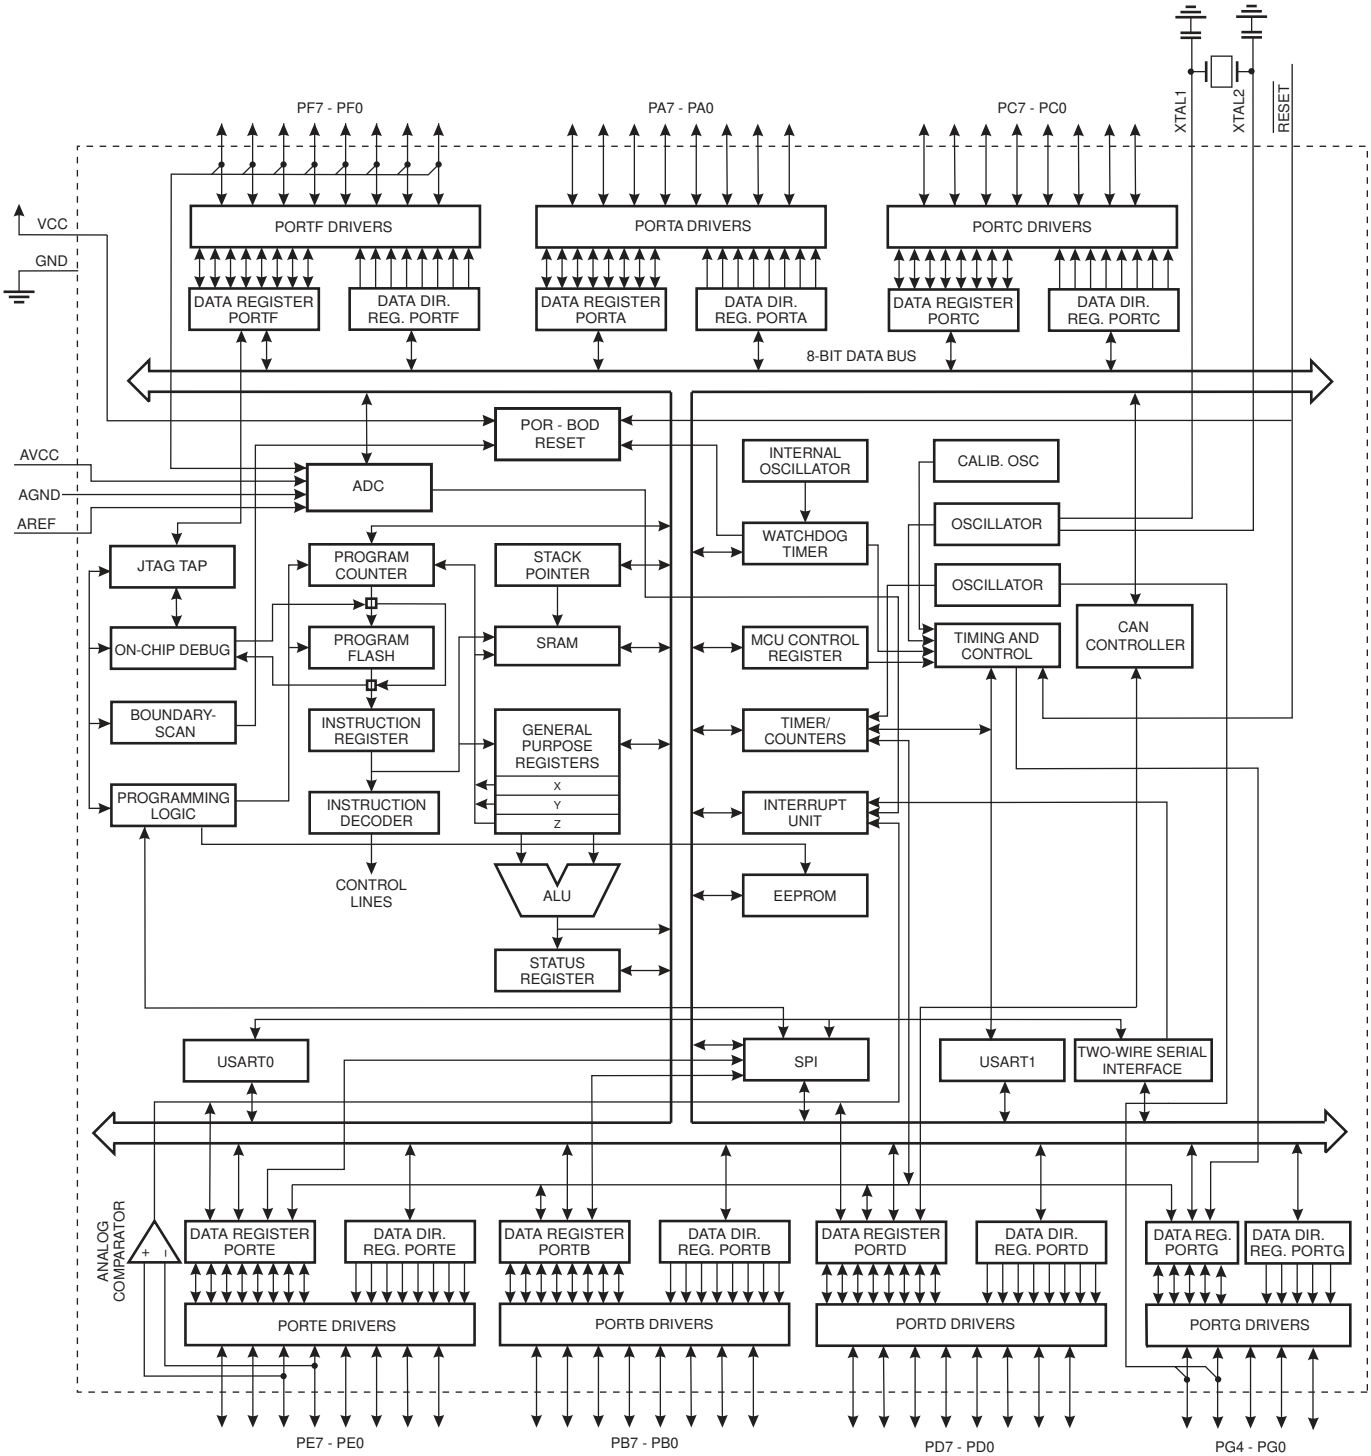 XTAL1
XTAL2
RESET
PF7 - PF0
PA7 - PA0
PC7 - PC0
VCC
GND
PORTF DRIVERS
PORTA DRIVERS
PORTC DRIVERS
DATA REGISTER
PORTF
DATA DIR.
REG. PORTF
DATA REGISTER
PORTA
DATA DIR.
REG. PORTA
DATA REGISTER
PORTC
DATA DIR.
REG. PORTC
8-BIT DATA BUS
POR - BOD
RESET
INTERNAL
OSCILLATOR
CALIB. OSC
AVCC
AGND
AREF
ADC
OSCILLATOR
WATCHDOG
TIMER
JTAG TAP
PROGRAM
COUNTER
STACK
POINTER
OSCILLATOR
ON-CHIP DEBUG
PROGRAM
FLASH
SRAM
MCU CONTROL
REGISTER
TIMING AND
CONTROL
CAN
CONTROLLER
BOUNDARY-
SCAN
INSTRUCTION
REGISTER
GENERAL
PURPOSE
REGISTERS
X
Y
Z
TIMER/
COUNTERS
PROGRAMMING
LOGIC
INSTRUCTION
DECODER
INTERRUPT
UNIT
CONTROL
LINES
ALU
EEPROM
STATUS
REGISTER
USART0
SPI
USART1
TWO-WIRE SERIAL
INTERFACE
ANALOG
COMPARATOR
+
−
DATA REGISTER
PORTE
DATA DIR.
REG. PORTE
DATA REGISTER
PORTB
DATA DIR.
REG. PORTB
DATA REGISTER
PORTD
DATA DIR.
REG. PORTD
DATA REG.
PORTG
DATA DIR.
REG. PORTG
PORTE DRIVERS
PORTB DRIVERS
PORTD DRIVERS
PORTG DRIVERS
PE7 - PE0
PB7 - PB0
PD7 - PD0
PG4 - PG0